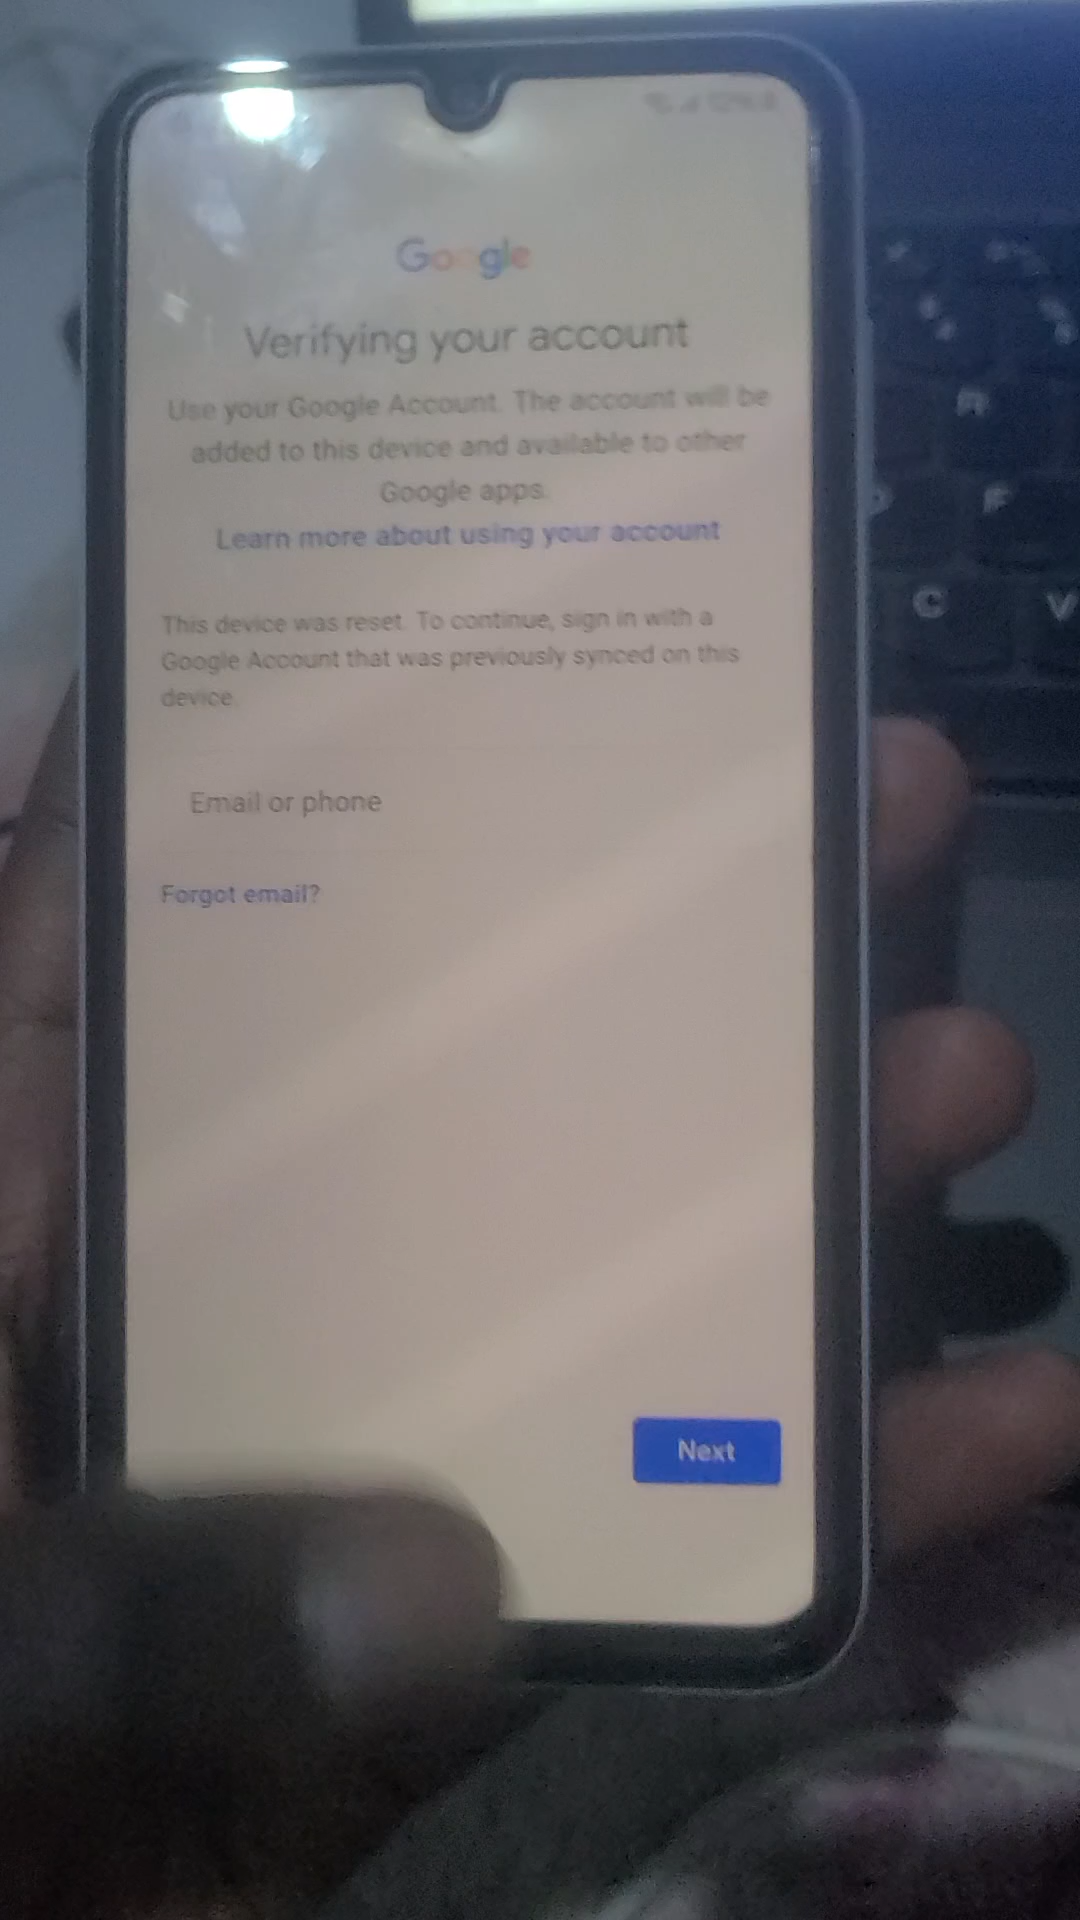 Google
Verifying your account
Use your Google Account. The account will be
added to this device and available to other
Google apps.
Learn more about using your account
This device was reset. To continue, sign in with a
Google Account that was previously synced on this
device.
Email or phone
Forgot email?
Next
R
F
C
V